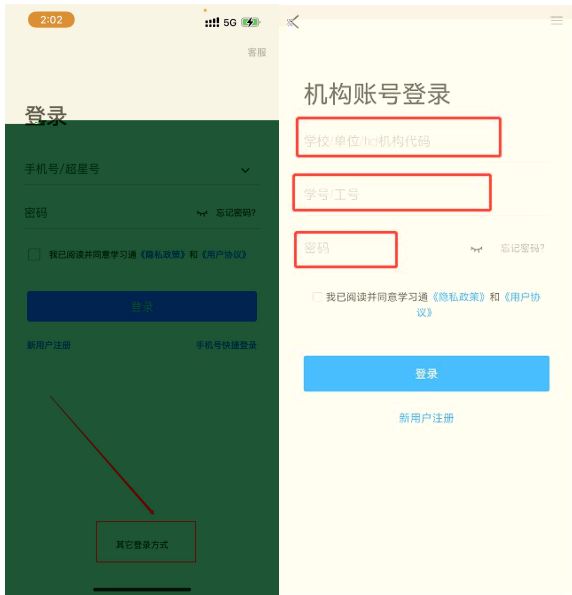 2:02
5G
客服
登录
手机号/超星号
密码
忘记密码?
我已阅读并同意学习通《隐私政策》和《用户协议》
登录
新用户注册
手机号快捷登录
其它登录方式
机构账号登录
学校/单位/fid机构代码
学号/工号
密码
忘记密码?
我已阅读并同意学习通《隐私政策》和《用户协
议》
登录
新用户注册